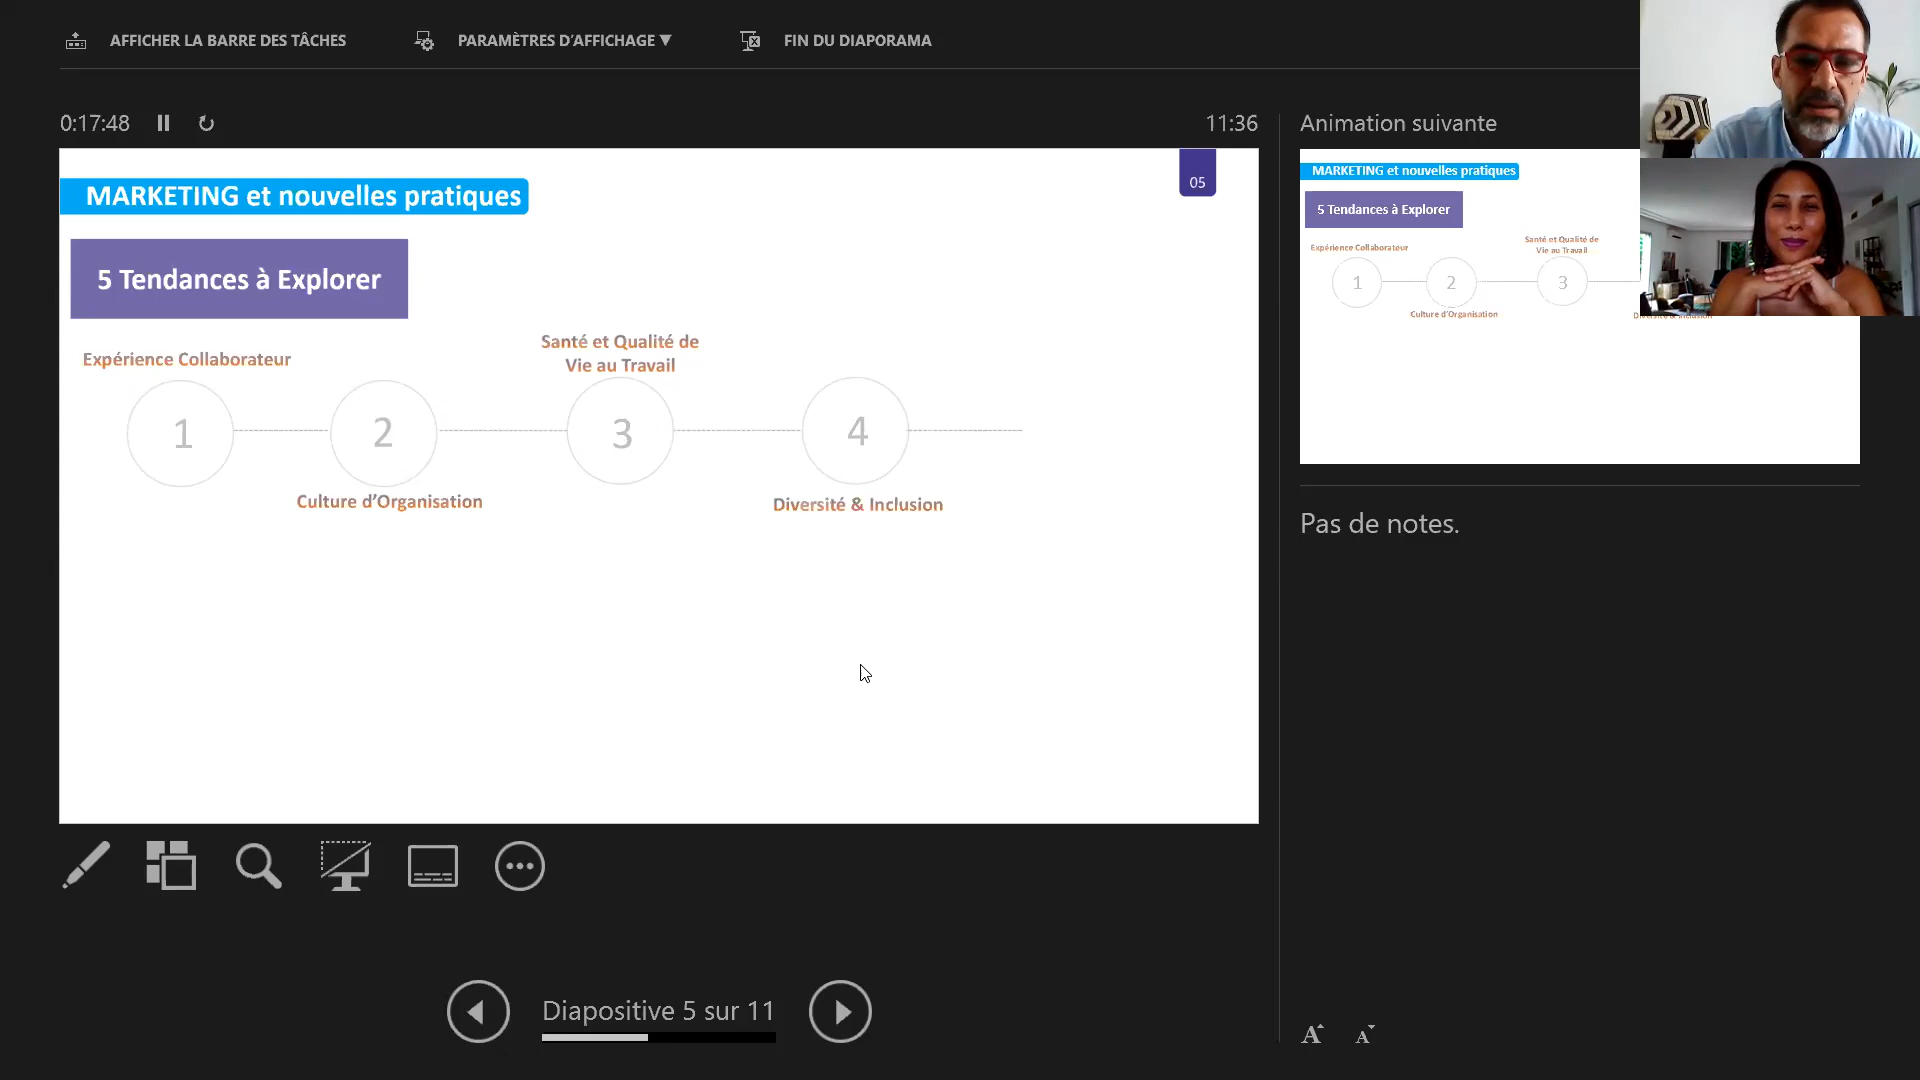 AFFICHER LA BARRE DES TÂCHES
PARAMÈTRES D'AFFICHAGE ▼
FIN DU DIAPORAMA
0:17:48
11:36
MARKETING et nouvelles pratiques
05
5 Tendances à Explorer
Expérience Collaborateur
Santé et Qualité de
Vie au Travail
1
2
3
4
Culture d'Organisation
Diversité & Inclusion
Diapositive 5 sur 11
Animation suivante
MARKETING et nouvelles pratiques
5 Tendances à Explorer
Expérience Collaborateur
Santé et Qualité de
Vie au Travail
1
2
3
Culture d'Organisation
Pas de notes.
A
A